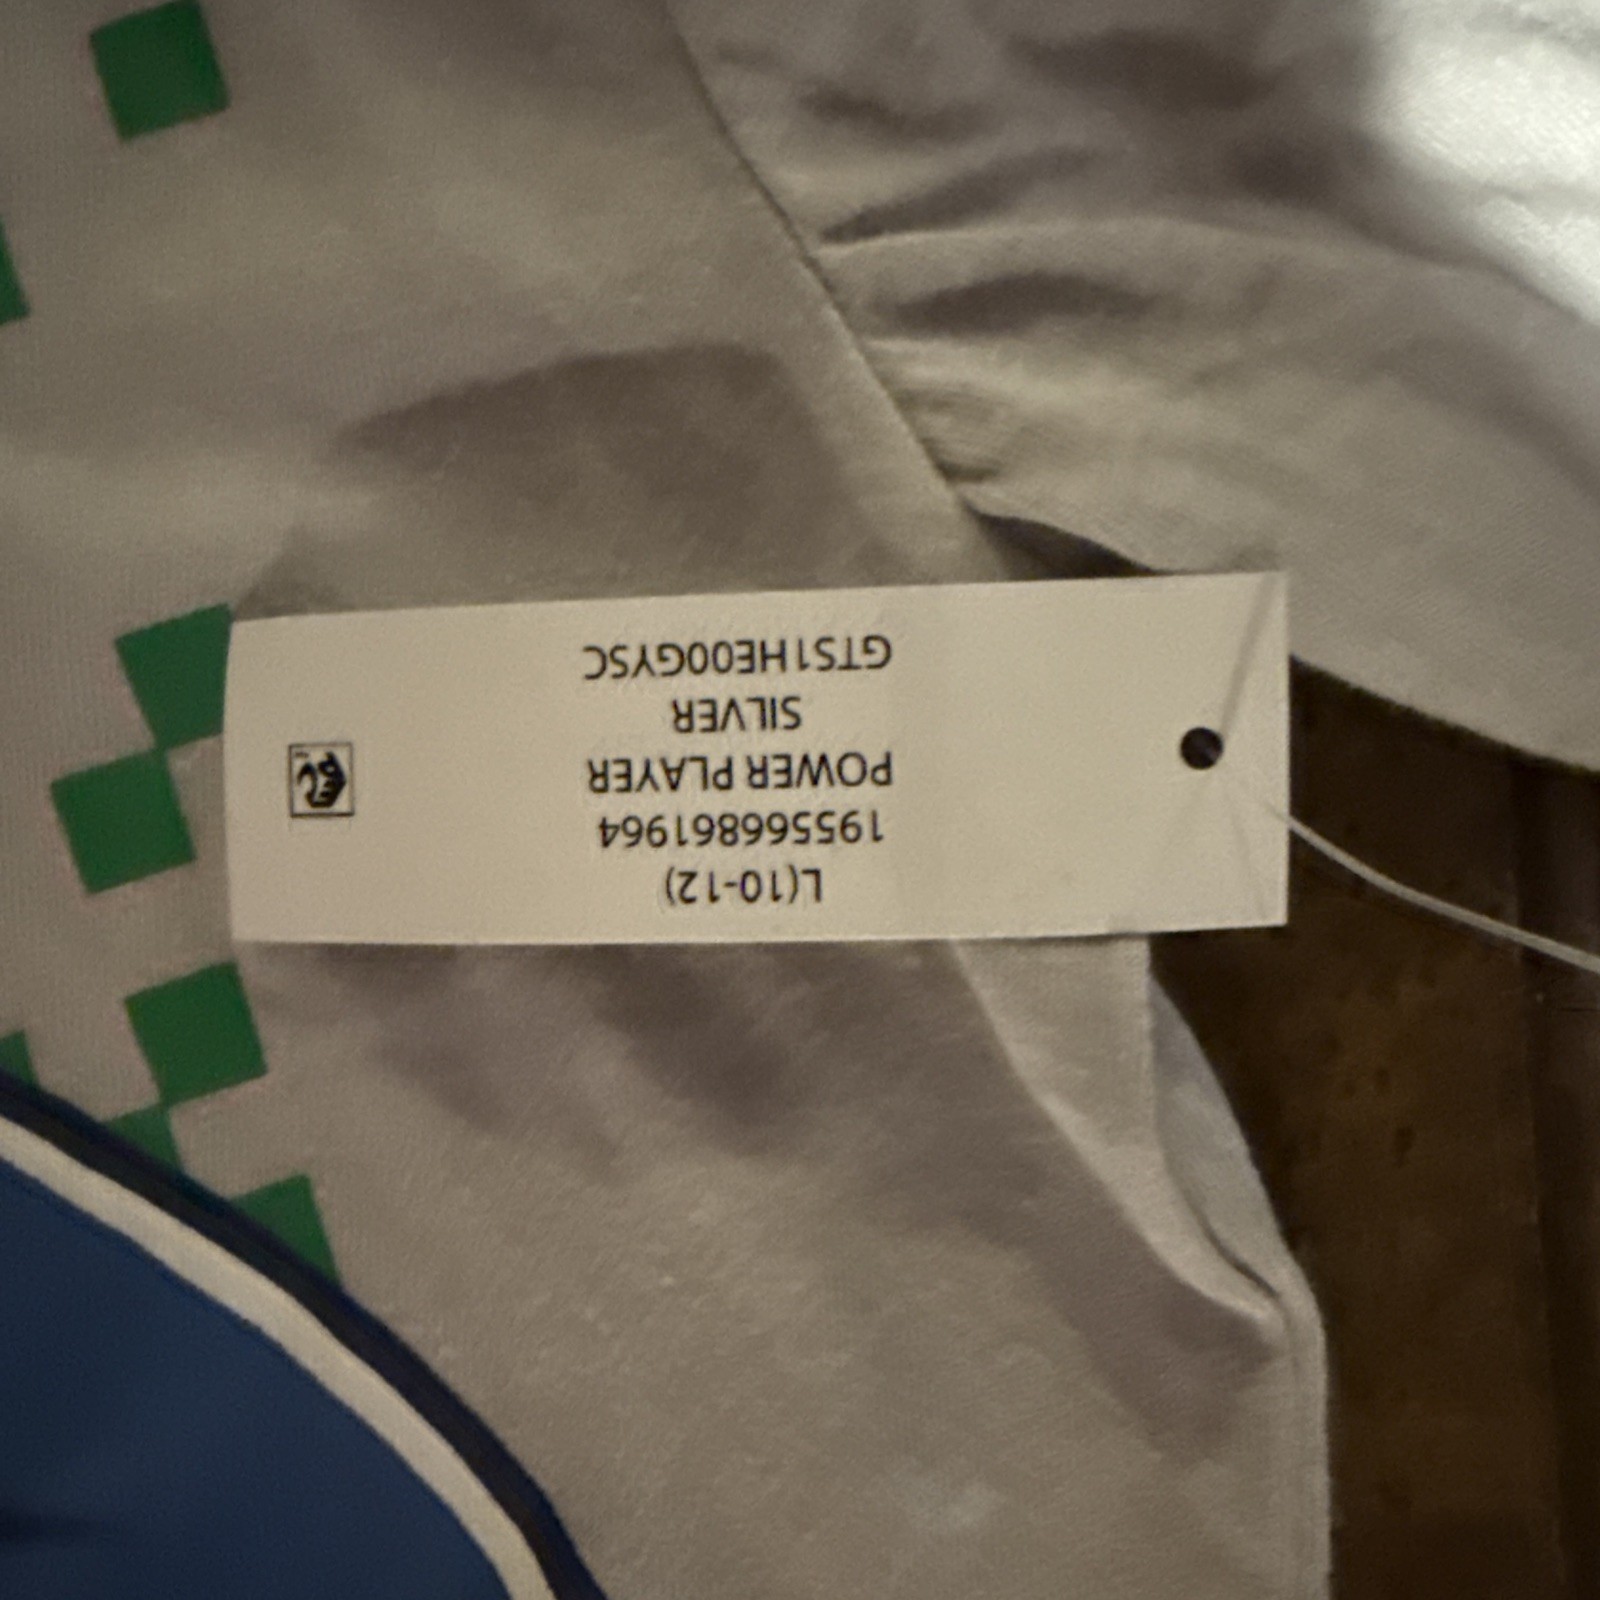 L(10-12)
195566861964
POWER PLAYER
SILVER
GTS1HE00GYSC